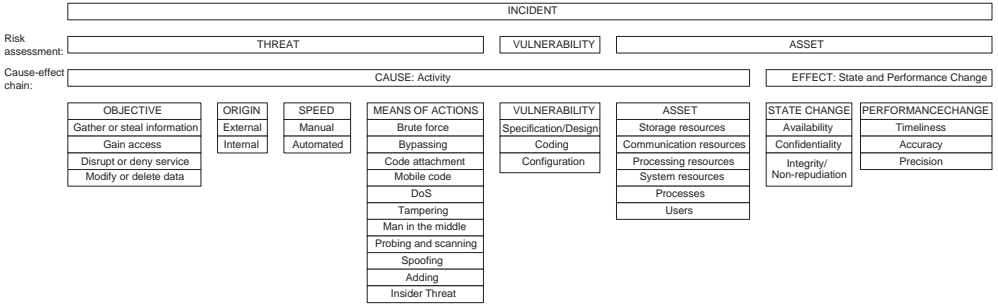 INCIDENT
Risk
assessment:
THREAT
VULNERABILITY
ASSET
Cause-effect
chain:
CAUSE: Activity
EFFECT: State and Performance Change
OBJECTIVE
Gather or steal information
Gain access
Disrupt or deny service
Modify or delete data
ORIGIN
External
Internal
SPEED
Manual
Automated
MEANS OF ACTIONS
Brute force
Bypassing
Code attachment
Mobile code
DoS
Tampering
Man in the middle
Probing and scanning
Spoofing
Adding
Insider Threat
VULNERABILITY
Specification/Design
Coding
Configuration
ASSET
Storage resources
Communication resources
Processing resources
System resources
Processes
Users
STATE CHANGE
Availability
Confidentiality
Integrity/
Non-repudiation
PERFORMANCECHANGE
Timeliness
Accuracy
Precision